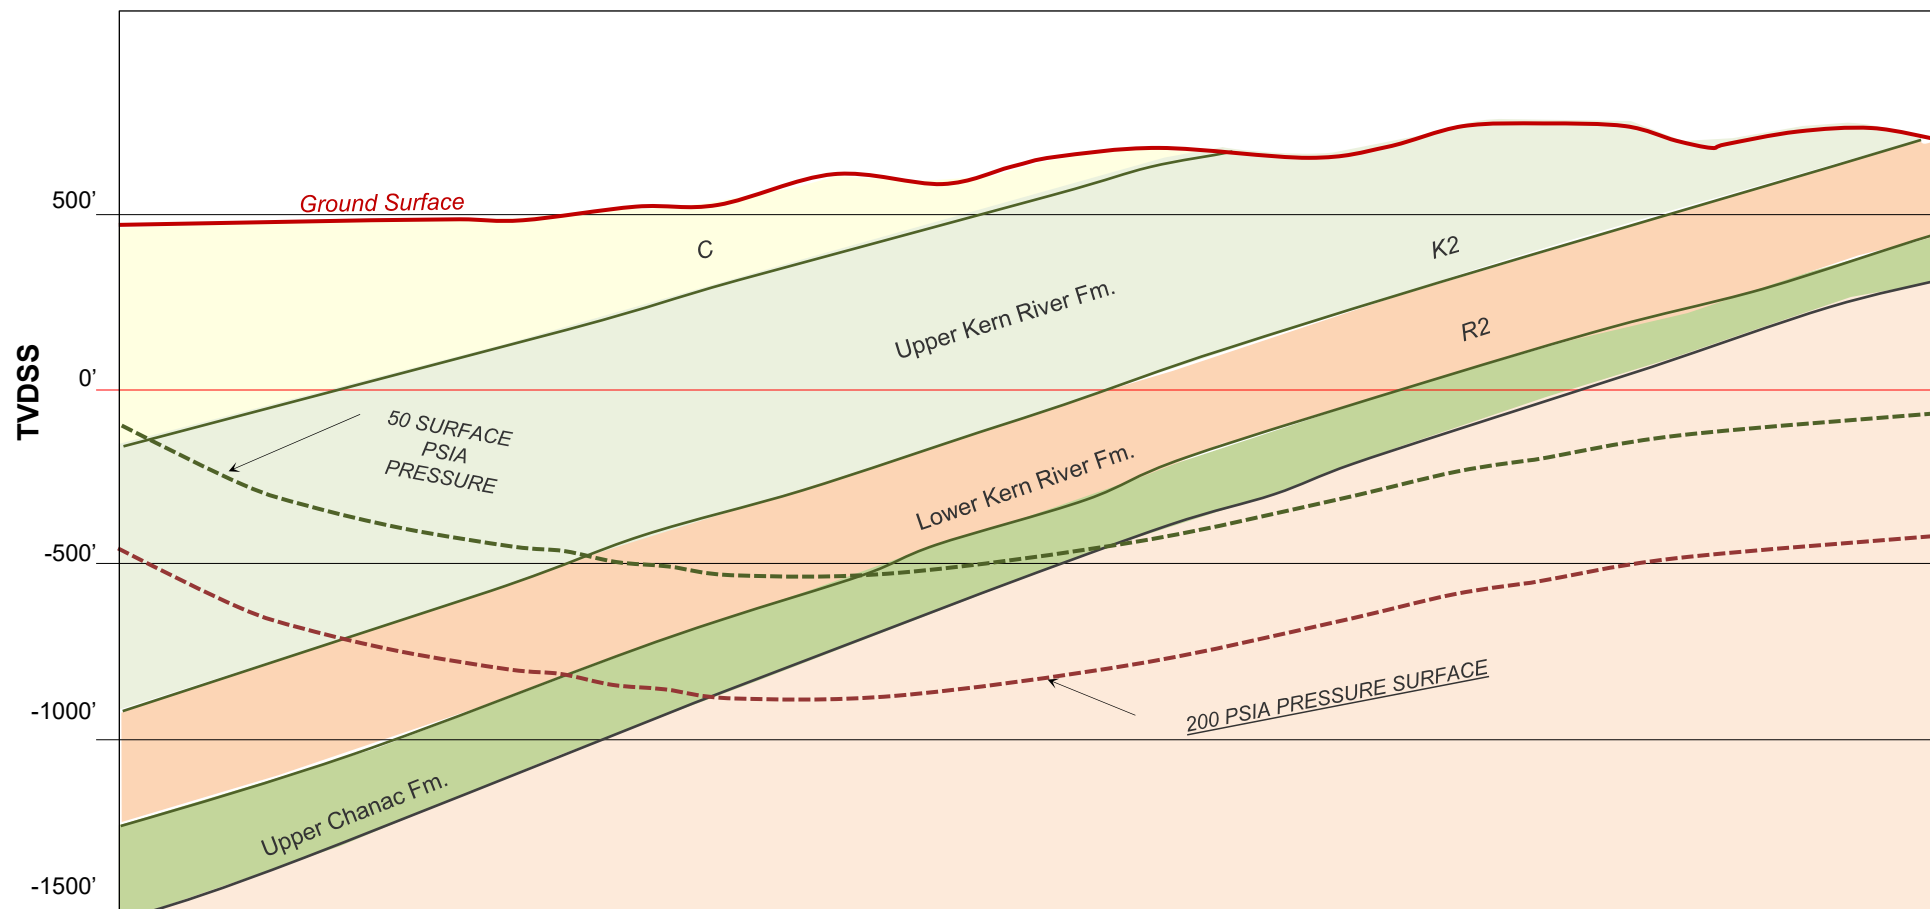 500’
Ground Surface
C
K2
Upper Kern River Fm.
R2
0’
TVDSS
50 SURFACE
PSIA
PRESSURE
Lower Kern River Fm.
-500’
200 PSIA PRESSURE SURFACE
-1000’
Upper Chanac Fm.
-1500’